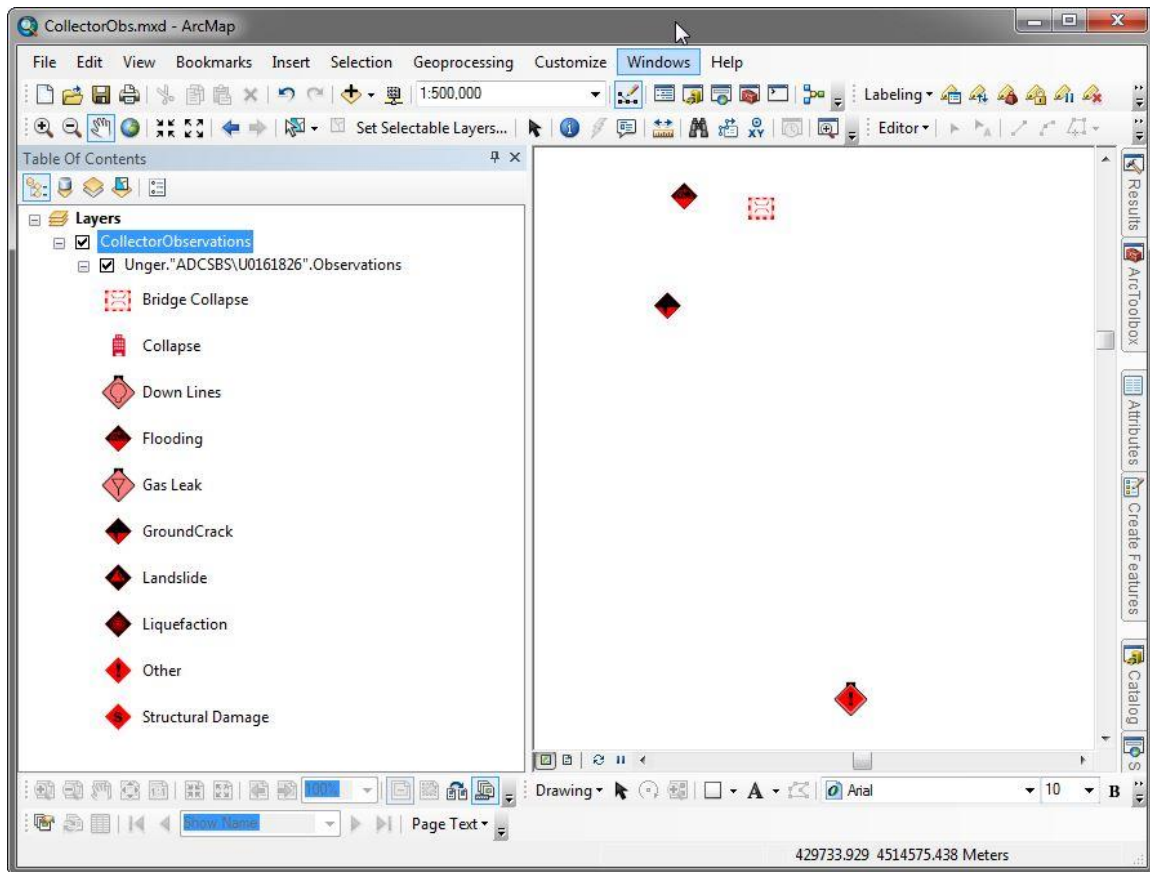 CollectorObs.mxd - ArcMap
File Edit View Bookmarks Insert Selection Geoprocessing Customize Windows Help
1:500,000 Labeling
Set Selectable Layers... Editor
Table Of Contents
Layers
CollectorObservations
Unger."ADCSBS\U0161826".Observations
Bridge Collapse
Collapse
Down Lines
Flooding
Gas Leak
GroundCrack
Landslide
Liquefaction
Other
Structural Damage
Results
ArcToolbox
Attributes
Create Features
Catalog
S
100% Drawing A Arial 10 B
Show Name Page Text
429733.929 4514575.438 Meters